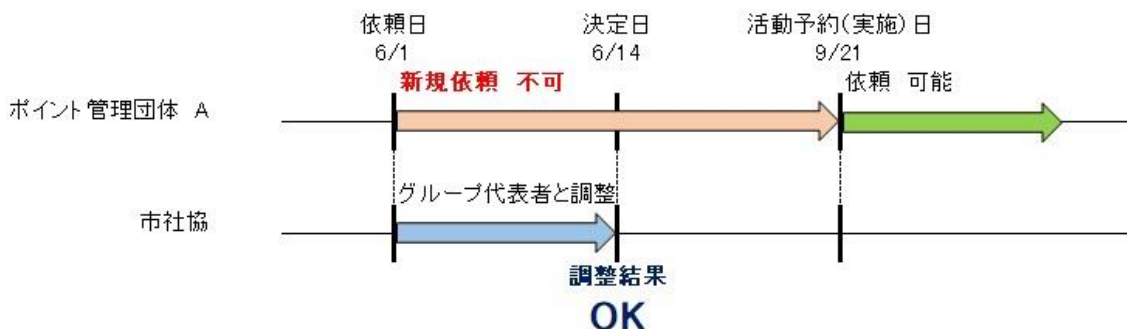 依頼日 決定日 活動予約(実施)日
6/1 6/14 9/21
新規依頼 不可 依頼 可能
ポイント管理団体 A
グループ代表者と調整
市社協
調整結果
OK